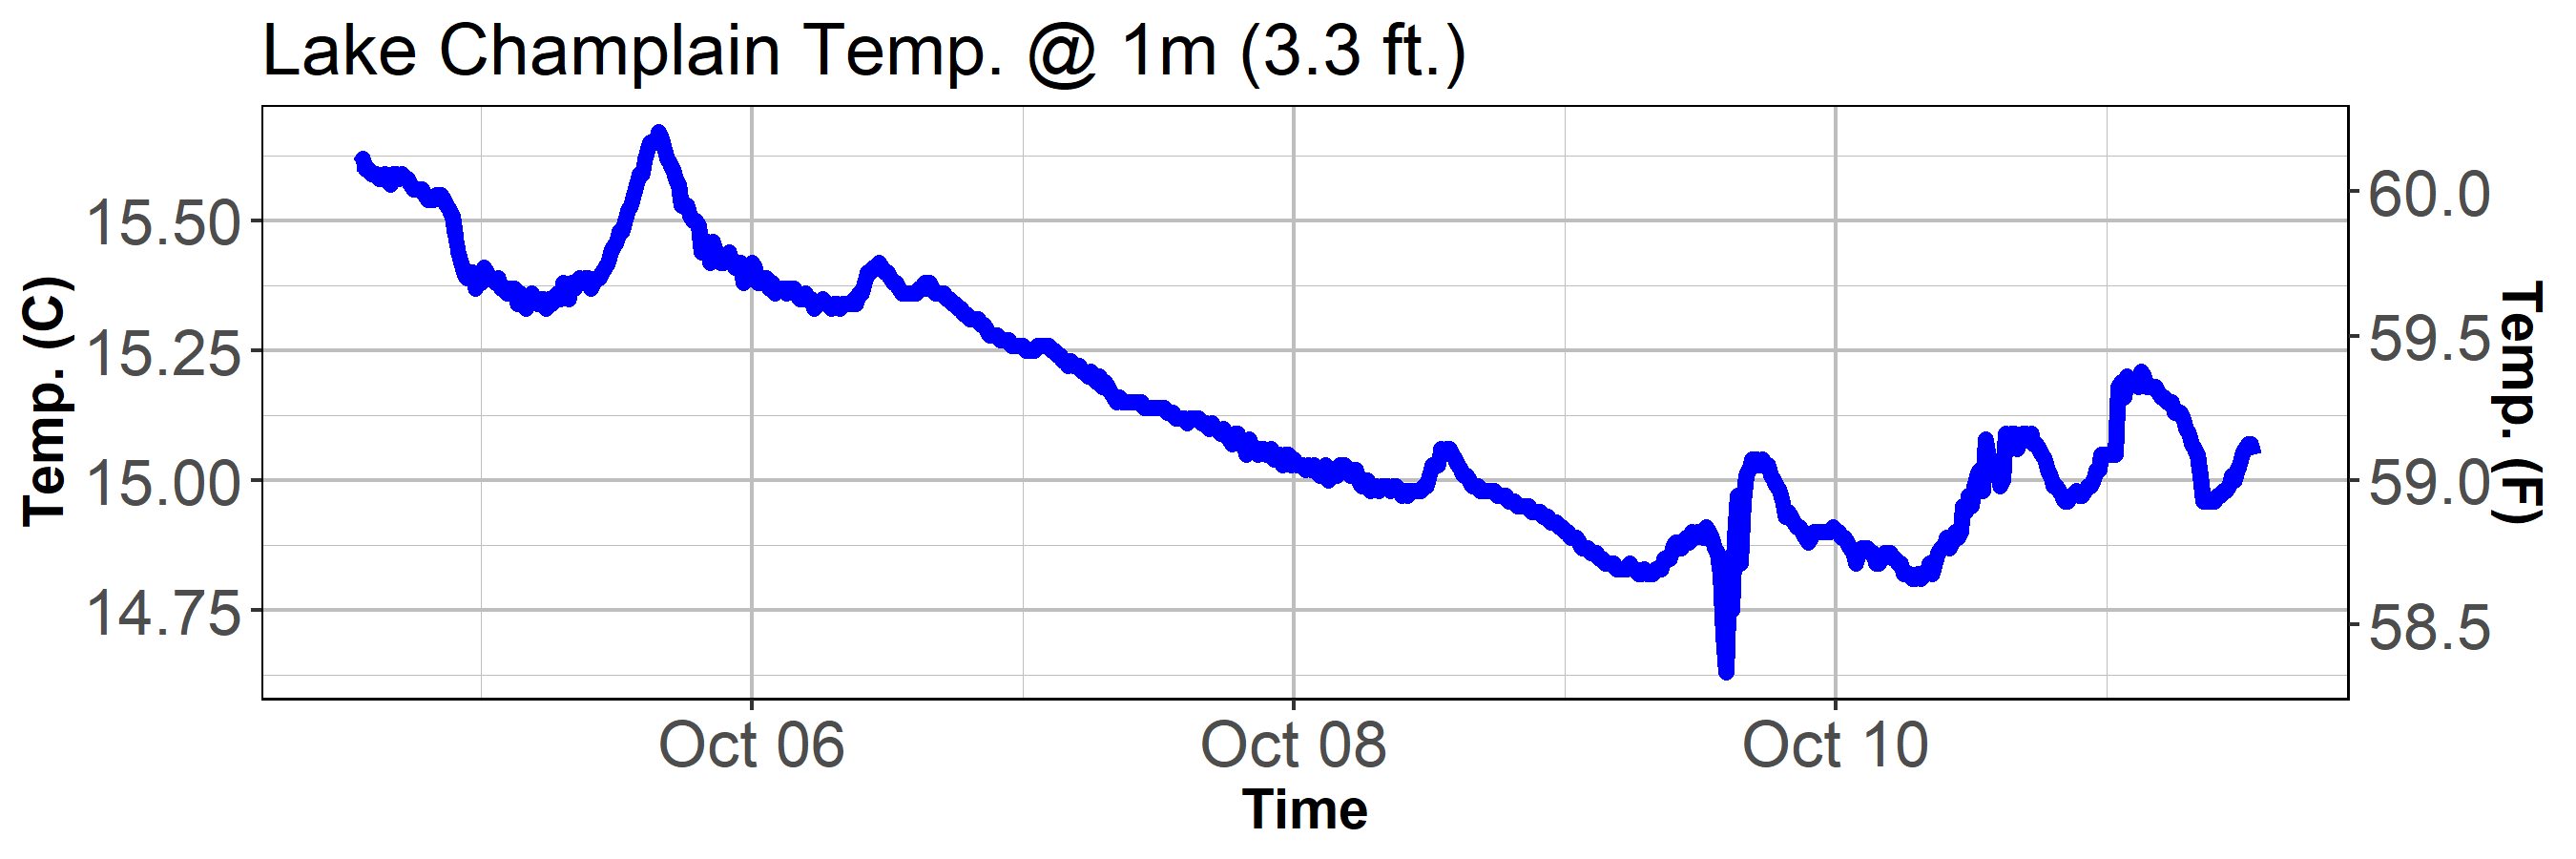 Lake Champlain Temp. @ 1m (3.3 ft.)
Temp. (C)
15.50
15.25
15.00
14.75
60.0
59.5
59.0
58.5
Temp. (F)
Oct 06
Oct 08
Oct 10
Time